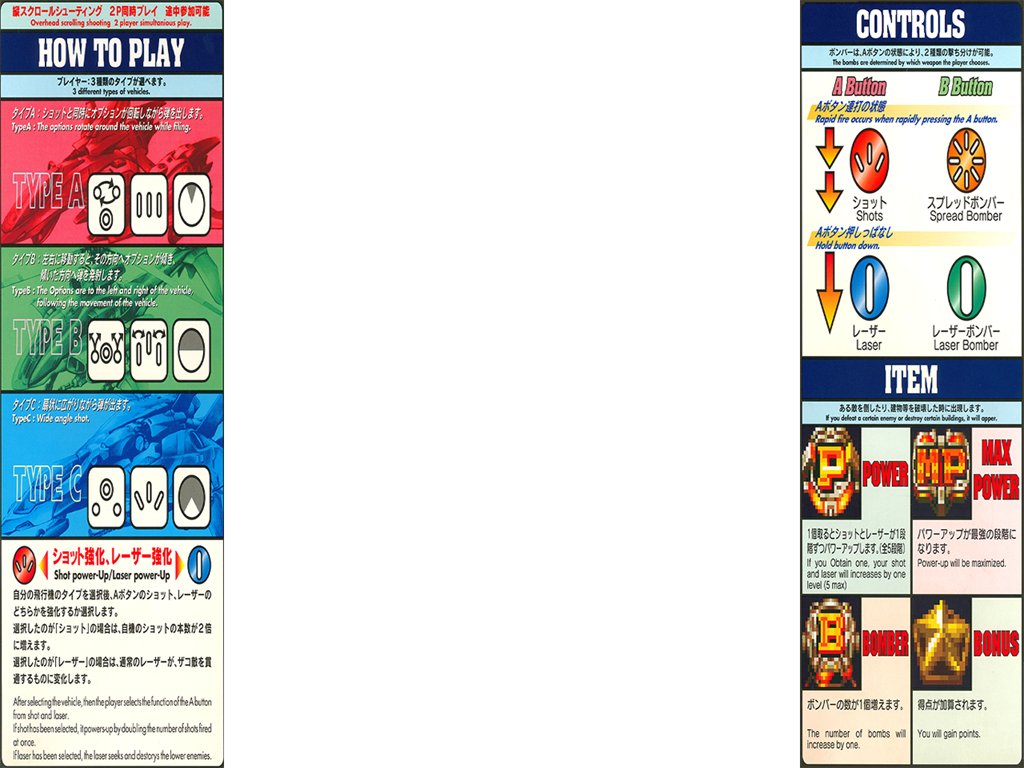 縦スクロールシューティング 2P同時プレイ 途中参加可能
Overhead scrolling shooting 2 player simultanious play.
HOW TO PLAY
プレイヤー:3種類のタイプが選べます。
3 different types of vehicles.
タイプA:ショットと同時にオプションが回転しながら弾を出します。
TypeA : The options rotate around the vehicle while filing.
TYPE A
タイプB:左右に移動すると、その方向へオプションが傾き、
傾いた方向へ弾を発射します。
TypeB : The Options are to the left and right of the vehicle,
following the movement of the vehicle.
TYPE B
タイプC:扇状に広がりながら弾が出ます。
TypeC : Wide angle shot.
TYPE C
ショット強化、レーザー強化
Shot power-Up/Laser power-Up
自分の飛行機のタイプを選択後、Aボタンのショット、レーザーの
どちらかを強化するか選択します。
選択したのが「ショット」の場合は、自機のショットの本数が2倍
に増えます。
選択したのが「レーザー」の場合は、通常のレーザーが、ザコ敵を貫
通するものに変化します。
After selecting the vehicle, then the player selects the function of the A button
from shot and laser.
If shot has been selected, it powers up by doubling the number of shots fired
at once.
IF laser has been selected, the laser seeks and destorys the lower enemies.
CONTROLS
ボンバーは、Aボタンの状態により、2種類の撃ち分けが可能。
The bombs are determined by which weapon the player chooses.
A Button B Button
Aボタン連打の状態
Rapid fire occurs when rapidly pressing the A button.
ショット スプレッドボンバー
Shots Spread Bomber
Aボタン押しっぱなし
Hold button down.
レーザー レーザーボンバー
Laser Laser Bomber
ITEM
ある敵を倒したり、建物等を破壊した時に出現します。
If you defeat a certain enemy or destroy certain buildings, it will apper.
P POWER
1個取るとショットとレーザーが1段
階ずつパワーアップします。(全5段階)
If you Obtain one, your shot
and laser will increases by one
level (5 max)
MP MAX
POWER
パワーアップが最強の段階に
なります。
Power-up will be maximized.
B BOMBER
ボンバーの数が1個増えます。
The number of bombs will
increase by one.
BONUS
得点が加算されます。
You will gain points.